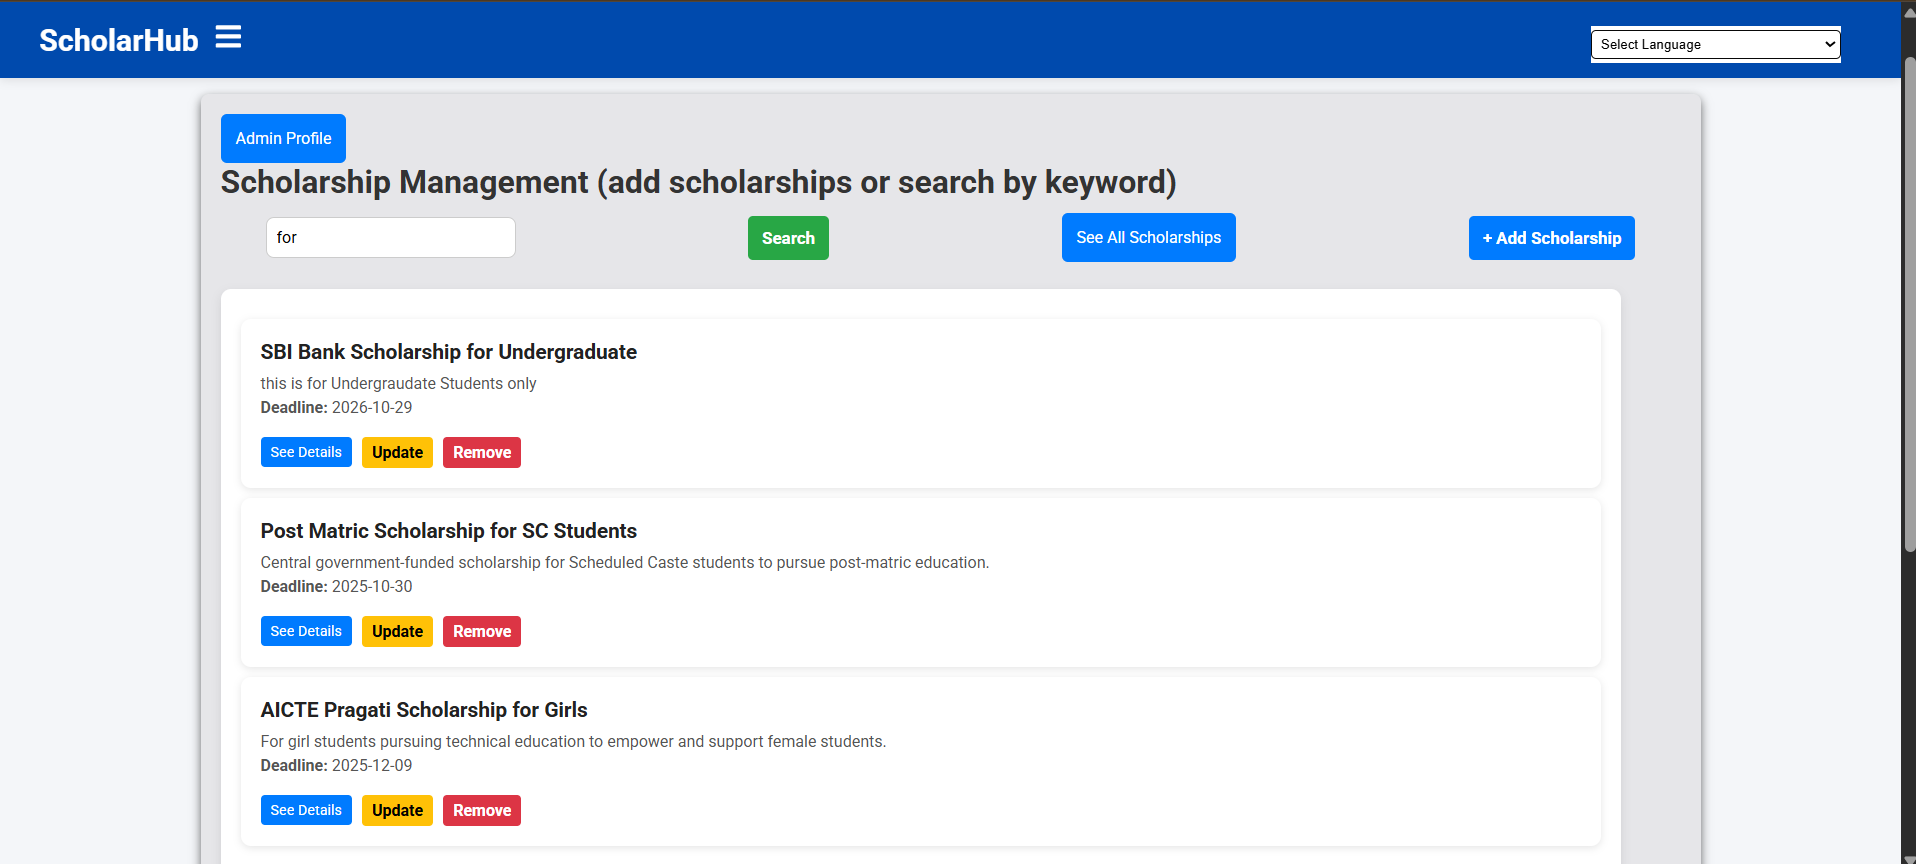 ScholarHub
Select Language
Admin Profile
Scholarship Management (add scholarships or search by keyword)
for
Search
See All Scholarships
+ Add Scholarship
SBI Bank Scholarship for Undergraduate
this is for Undergraudate Students only
Deadline: 2026-10-29
See Details Update Remove
Post Matric Scholarship for SC Students
Central government-funded scholarship for Scheduled Caste students to pursue post-matric education.
Deadline: 2025-10-30
See Details Update Remove
AICTE Pragati Scholarship for Girls
For girl students pursuing technical education to empower and support female students.
Deadline: 2025-12-09
See Details Update Remove